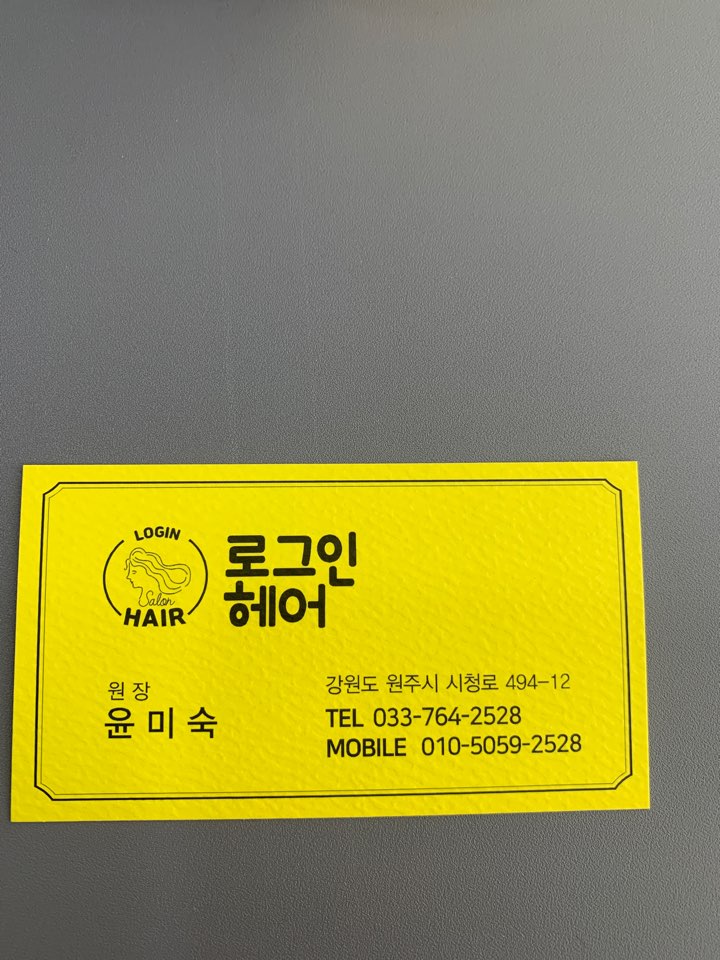 LOGIN
Salon
HAIR
로그인
헤어
원장
윤미숙
강원도 원주시 시청로 494-12
TEL 033-764-2528
MOBILE 010-5059-2528